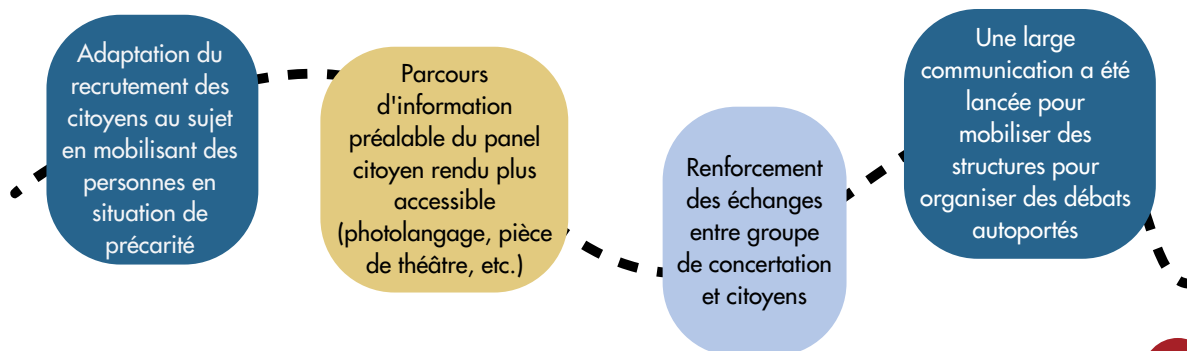 Adaptation du
recrutement des
citoyens au sujet
en mobilisant des
personnes en
situation de
précarité
Parcours
d'information
préalable du panel
citoyen rendu plus
accessible
(photolangage, pièce
de théâtre, etc.)
Renforcement
des échanges
entre groupe
de concertation
et citoyens
Une large
communication a été
lancée pour
mobiliser des
structures pour
organiser des débats
autoportés